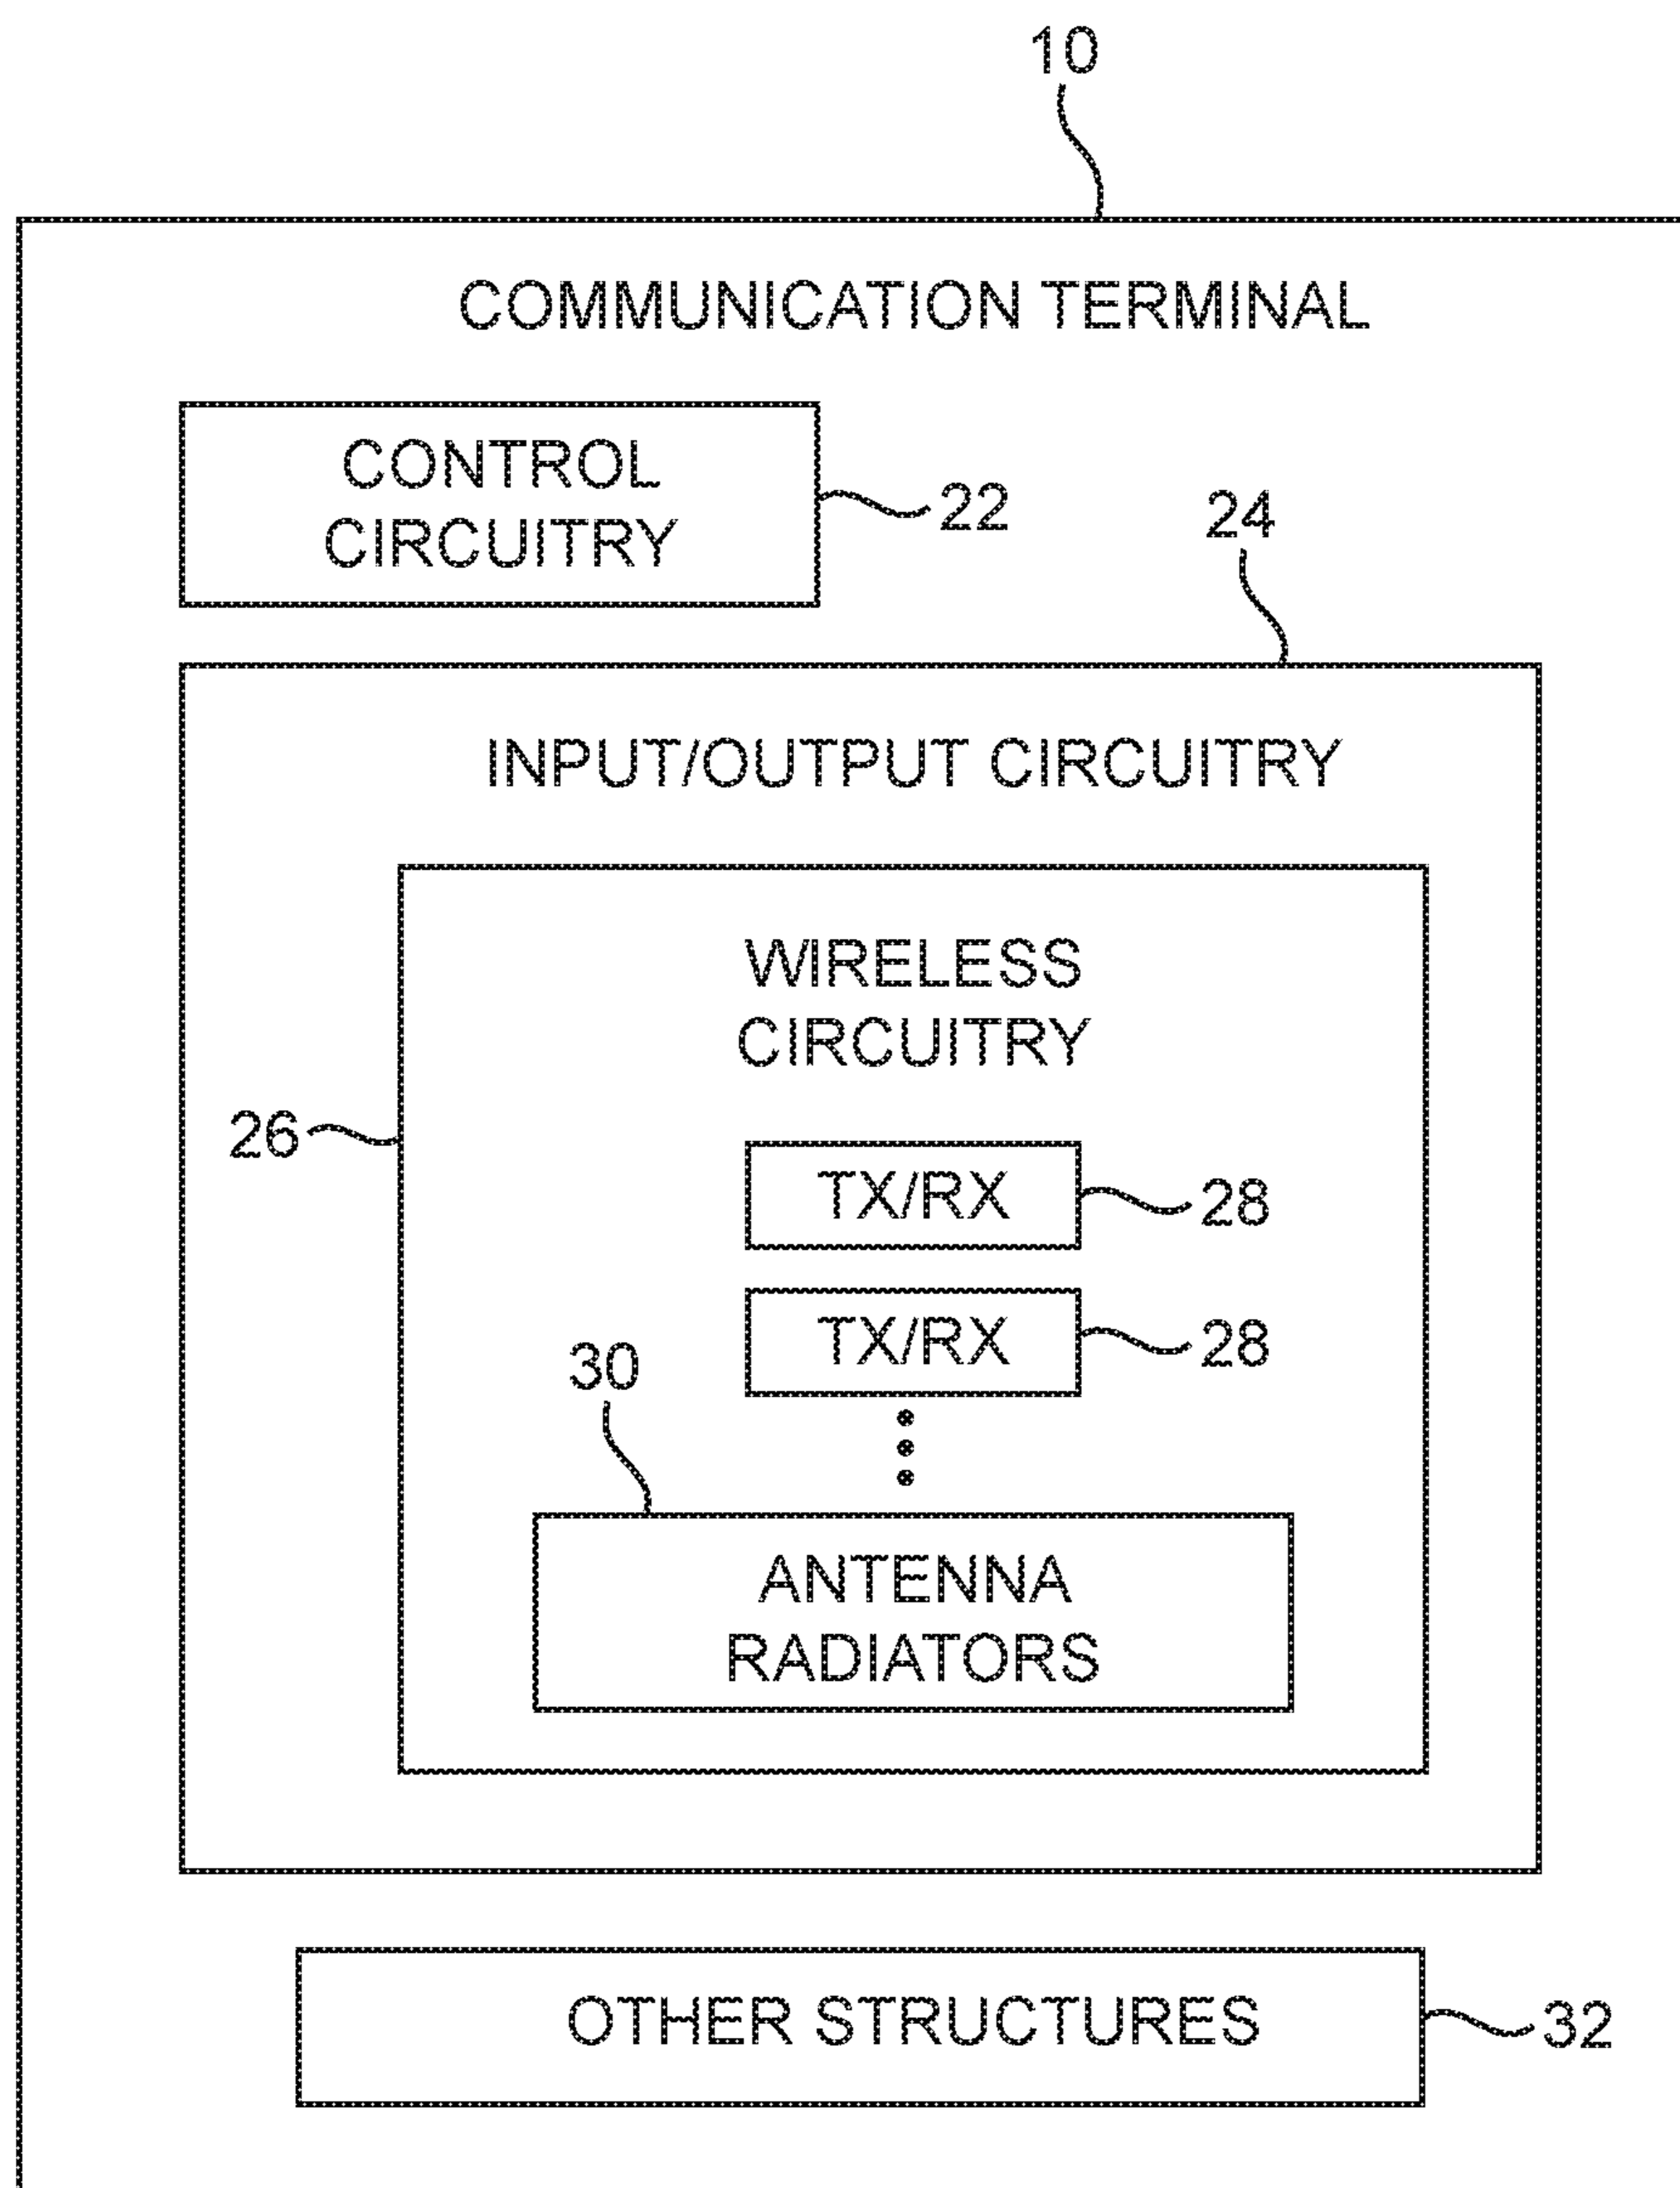 10
COMMUNICATION TERMINAL
CONTROL
CIRCUITRY
22
24
INPUT/OUTPUT CIRCUITRY
WIRELESS
CIRCUITRY
26
TX/RX
28
TX/RX
28
30
ANTENNA
RADIATORS
OTHER STRUCTURES
32